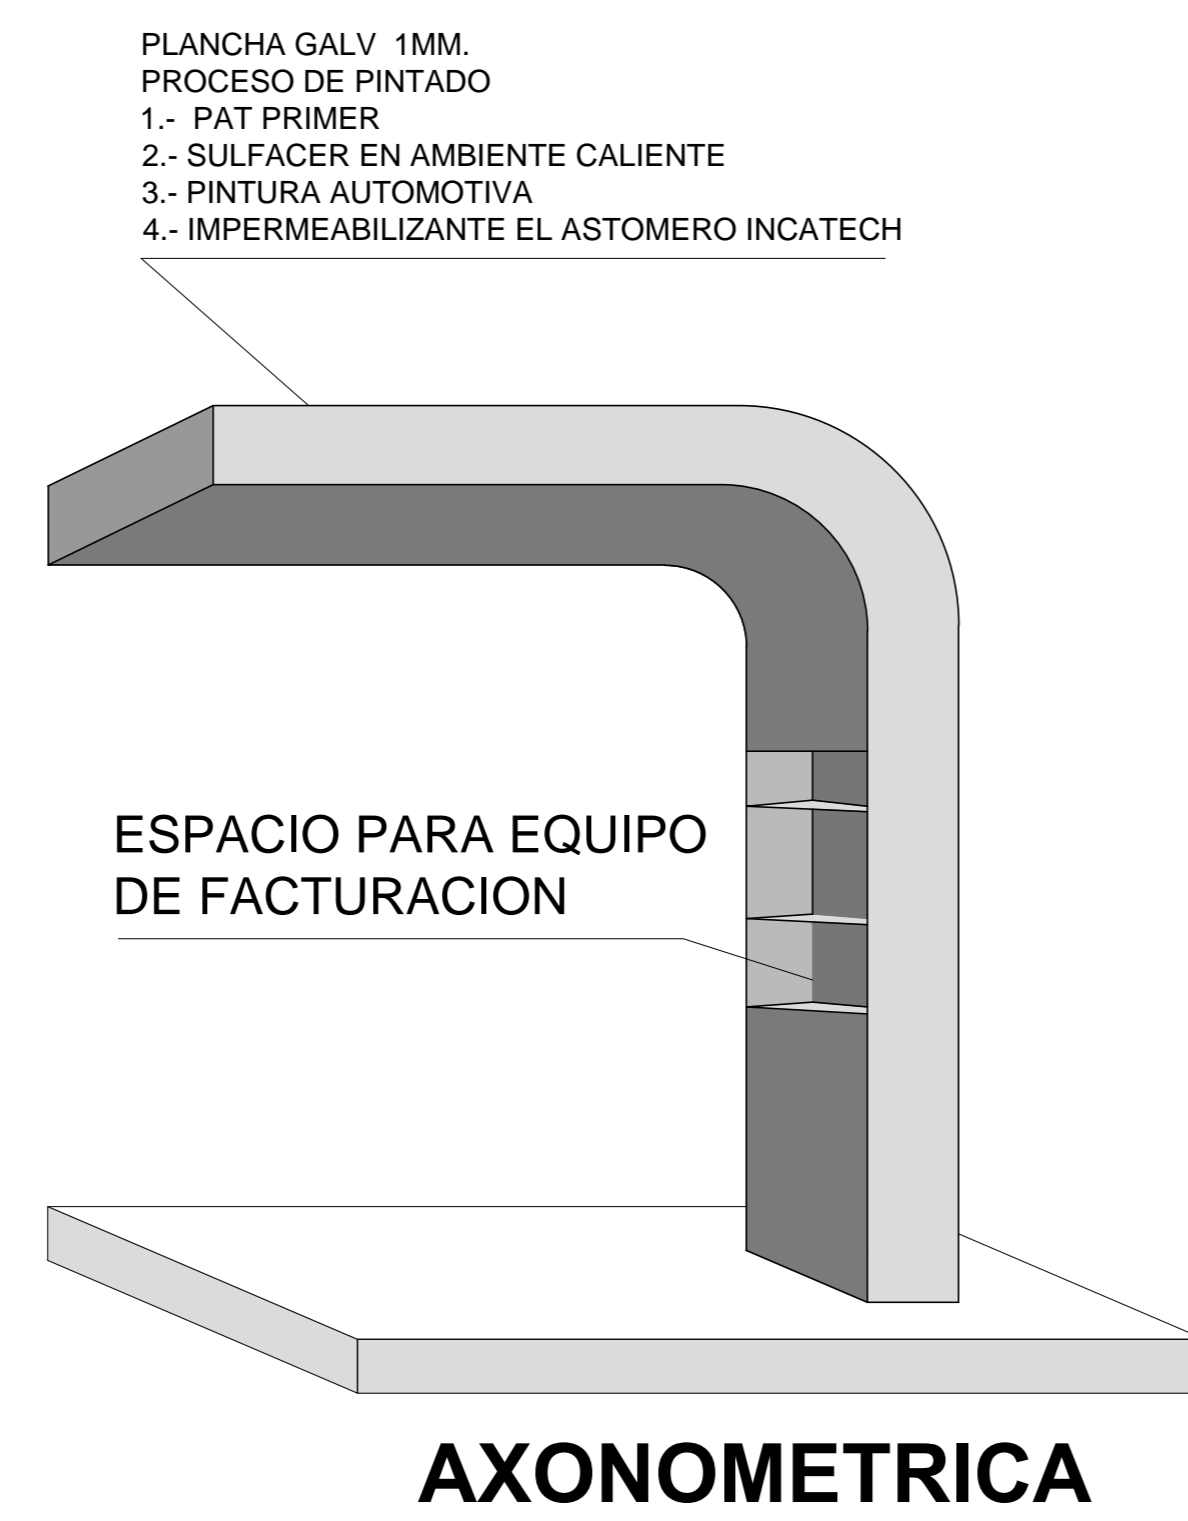 PLANCHA GALV 1MM.
PROCESO DE PINTADO
1.- PAT PRIMER
2.- SULFACER EN AMBIENTE CALIENTE
3.- PINTURA AUTOMOTIVA
4.- IMPERMEABILIZANTE EL ASTOMERO INCATECH
ESPACIO PARA EQUIPO
DE FACTURACION
AXONOMETRICA